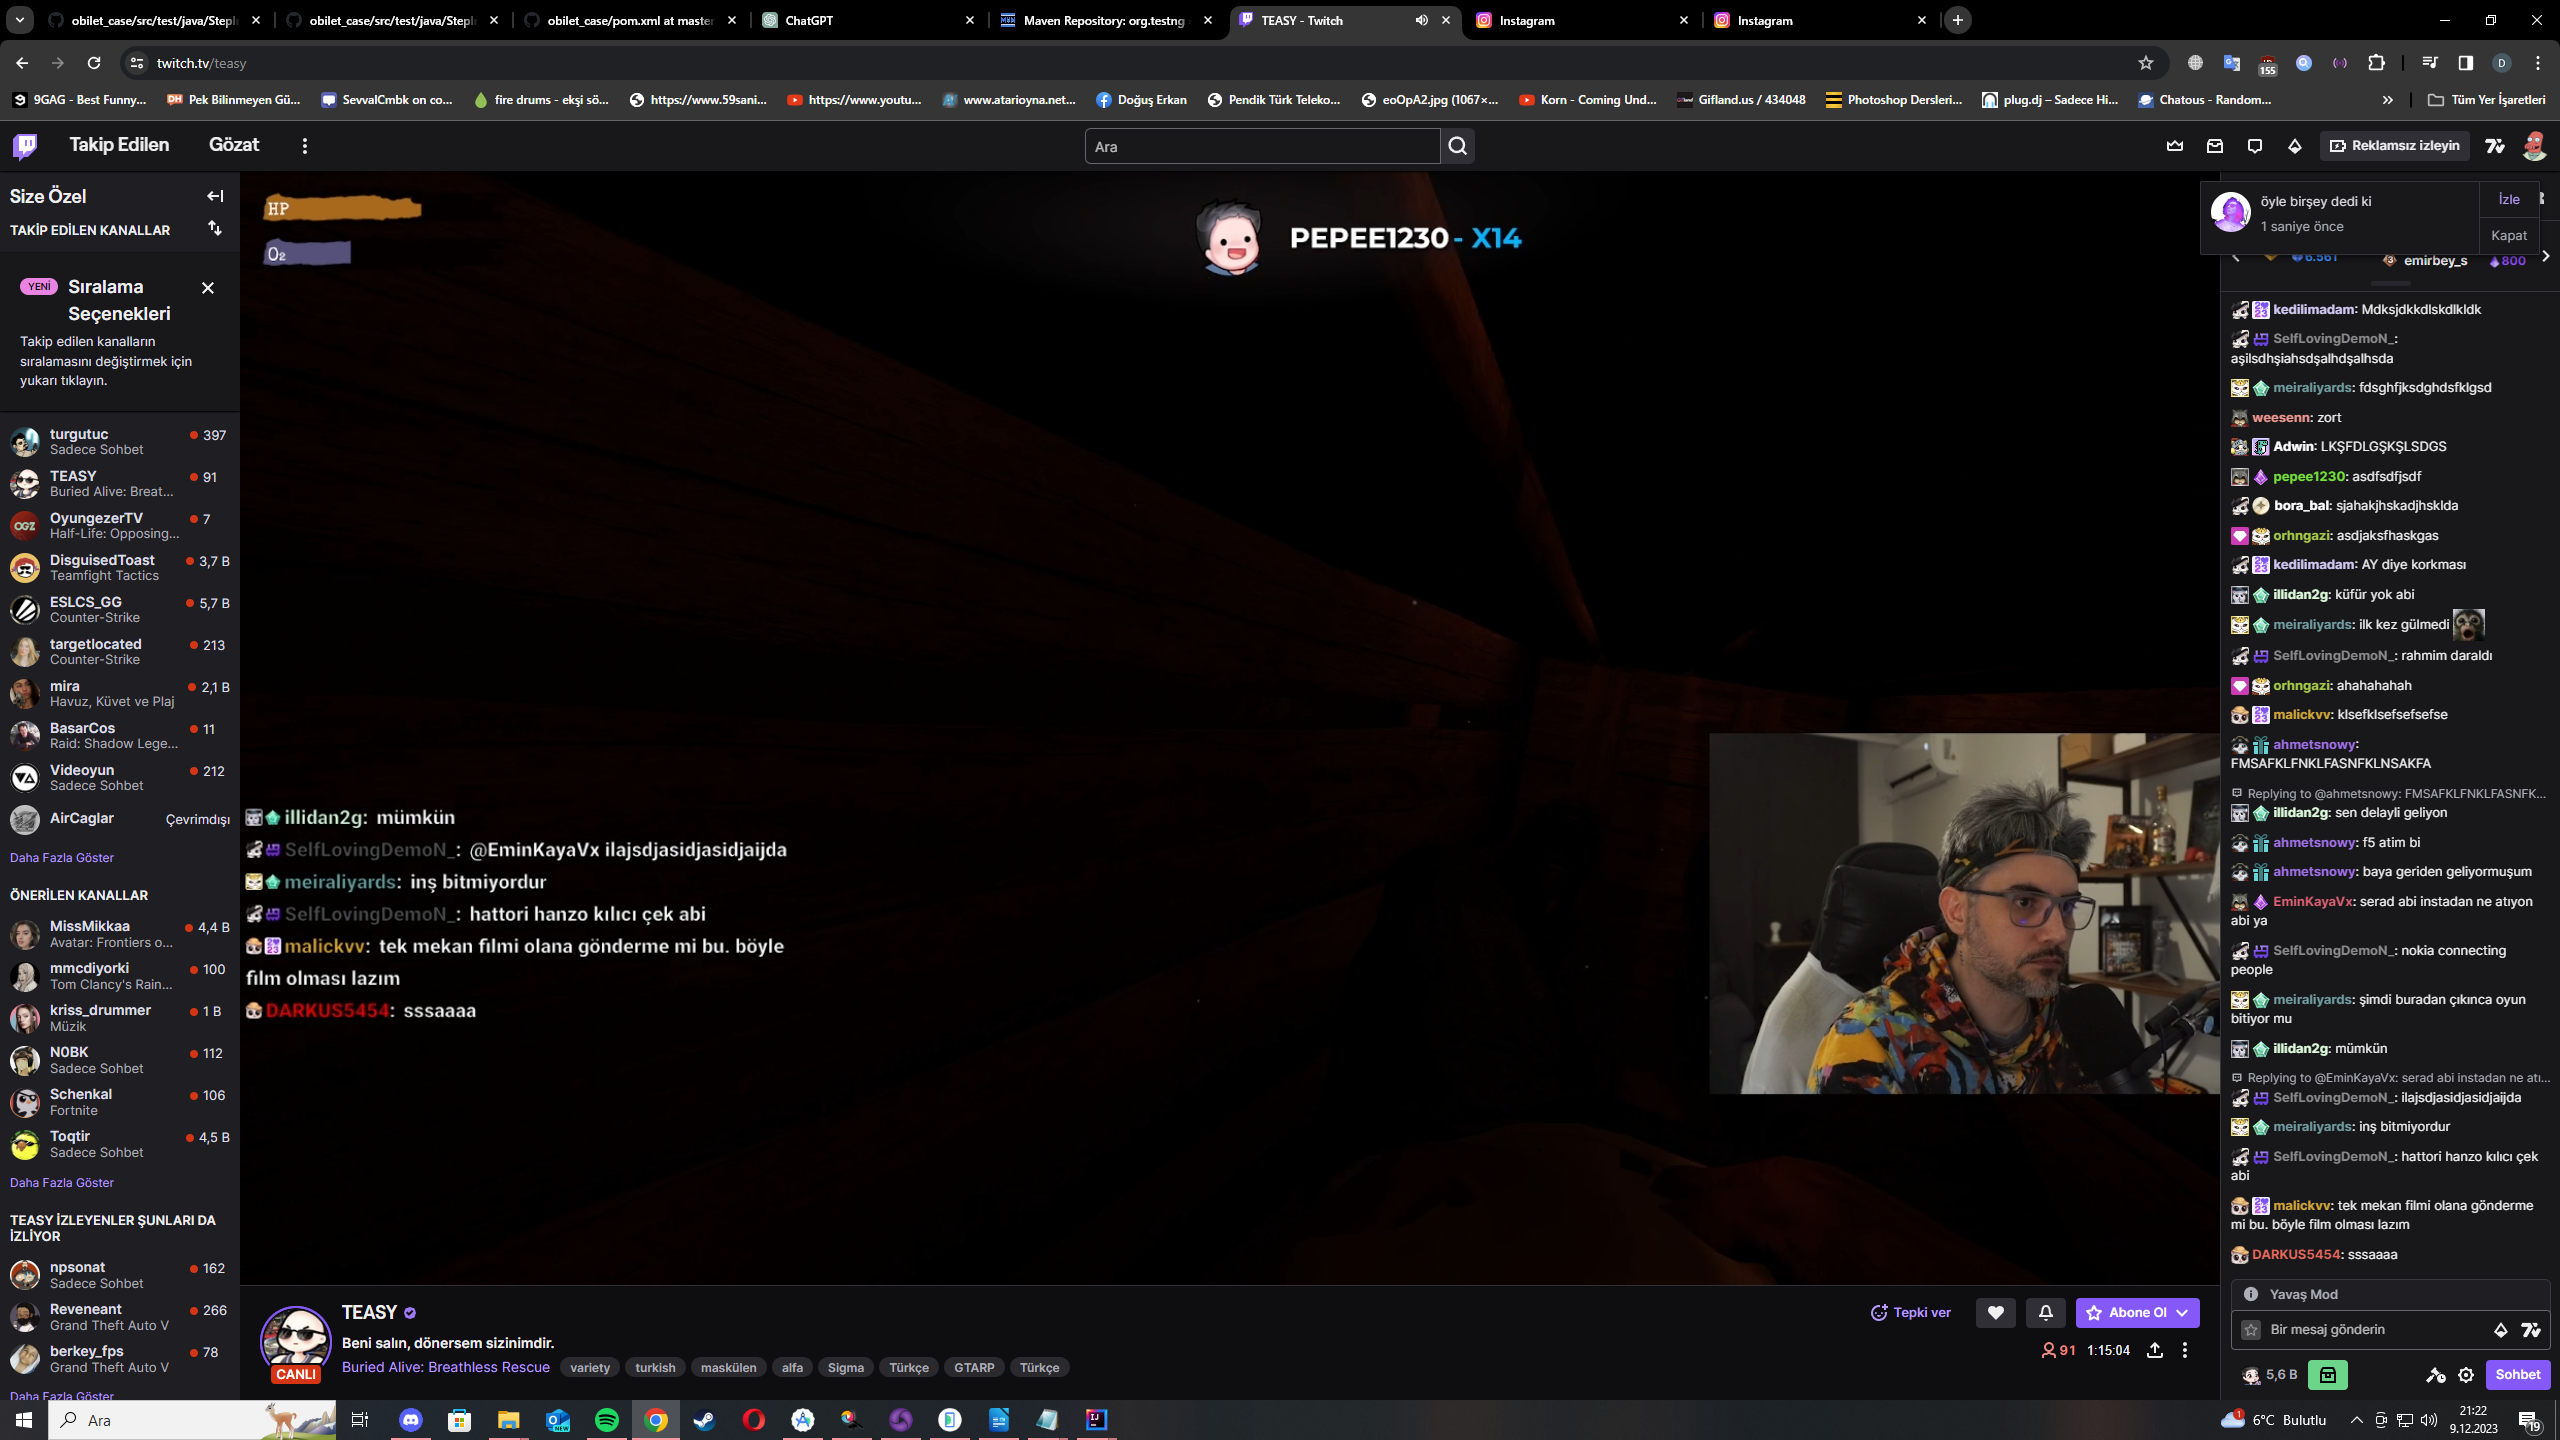 obilet_case/src/test/java/Stepl
obilet_case/src/test/java/Stepl
obilet_case/pom.xml at master
ChatGPT
Maven Repository: org.testng
TEASY - Twitch
Instagram
Instagram
twitch.tv/teasy
155
D
9GAG - Best Funny...
Pek Bilinmeyen Gü...
SevvalCmbk on co...
fire drums - ekşi sö...
https://www.59sani...
https://www.youtu...
www.atarioyna.net...
Doğuş Erkan
Pendik Türk Teleko...
eoOpA2.jpg (1067×...
Korn - Coming Und...
Gifland.us / 434048
Photoshop Dersleri...
plug.dj – Sadece Hi...
Chatous - Random...
Tüm Yer İşaretleri
Takip Edilen
Gözat
Ara
Reklamsız izleyin
Size Özel
TAKİP EDİLEN KANALLAR
YENİ
Sıralama
Seçenekleri
Takip edilen kanalların
sıralamasını değiştirmek için
yukarı tıklayın.
turgutuc 397
Sadece Sohbet
TEASY 91
Buried Alive: Breat...
OyungezerTV 7
Half-Life: Opposing...
DisguisedToast 3,7 B
Teamfight Tactics
ESLCS_GG 5,7 B
Counter-Strike
targetlocated 213
Counter-Strike
mira 2,1 B
Havuz, Küvet ve Plaj
BasarCos 11
Raid: Shadow Lege...
Videoyun 212
Sadece Sohbet
AirCaglar Çevrimdışı
Daha Fazla Göster
ÖNERİLEN KANALLAR
MissMikkaa 4,4 B
Avatar: Frontiers o...
mmcdiyorki 100
Tom Clancy's Rain...
kriss_drummer 1 B
Müzik
N0BK 112
Sadece Sohbet
Schenkal 106
Fortnite
Toqtir 4,5 B
Sadece Sohbet
Daha Fazla Göster
TEASY İZLEYENLER ŞUNLARI DA
İZLİYOR
npsonat 162
Sadece Sohbet
Reveneant 266
Grand Theft Auto V
berkey_fps 78
Grand Theft Auto V
Daha Fazla Göster
HP
O₂
PEPEE1230 - X14
illidan2g: mümkün
SelfLovingDemoN_: @EminKayaVx ilajsdjasidjasidjaijda
meiraliyards: inş bitmiyordur
SelfLovingDemoN_: hattori hanzo kılıcı çek abi
malickvv: tek mekan filmi olana gönderme mi bu. böyle
film olması lazım
DARKUS5454: sssaaaa
öyle birşey dedi ki
1 saniye önce
İzle
Kapat
6.561
emirbey_s
800
kedilimadam: Mdksjdkkdlskdlkldk
SelfLovingDemoN_:
aşilsdhşiahsdşalhdşalhsda
meiraliyards: fdsghfjksdghdsfklgsd
weesenn: zort
Adwin: LKŞFDLGŞKŞLSDGS
pepee1230: asdfsdfjsdf
bora_bal: sjahakjhskadjhsklda
orhngazi: asdjaksfhaskgas
kedilimadam: AY diye korkması
illidan2g: küfür yok abi
meiraliyards: ilk kez gülmedi
SelfLovingDemoN_: rahmim daraldı
orhngazi: ahahahahah
malickvv: klsefklsefsefsefse
ahmetsnowy:
FMSAFKLFNKLFASNFKLNSAKFA
Replying to @ahmetsnowy: FMSAFKLFNKLFASNFK...
illidan2g: sen delayli geliyon
ahmetsnowy: f5 atim bi
ahmetsnowy: baya geriden geliyormuşum
EminKayaVx: serad abi instadan ne atıyon
abi ya
SelfLovingDemoN_: nokia connecting
people
meiraliyards: şimdi buradan çıkınca oyun
bitiyor mu
illidan2g: mümkün
Replying to @EminKayaVx: serad abi instadan ne atı...
SelfLovingDemoN_: ilajsdjasidjasidjaijda
meiraliyards: inş bitmiyordur
SelfLovingDemoN_: hattori hanzo kılıcı çek
abi
malickvv: tek mekan filmi olana gönderme
mi bu. böyle film olması lazım
DARKUS5454: sssaaaa
Yavaş Mod
Bir mesaj gönderin
5,6 B
Sohbet
CANLI
TEASY
Beni salın, dönersem sizinimdir.
Buried Alive: Breathless Rescue
variety
turkish
maskülen
alfa
Sigma
Türkçe
GTARP
Türkçe
Tepki ver
Abone Ol
91
1:15:04
Ara
NEW
1
6°C Bulutlu
21:22
9.12.2023
19